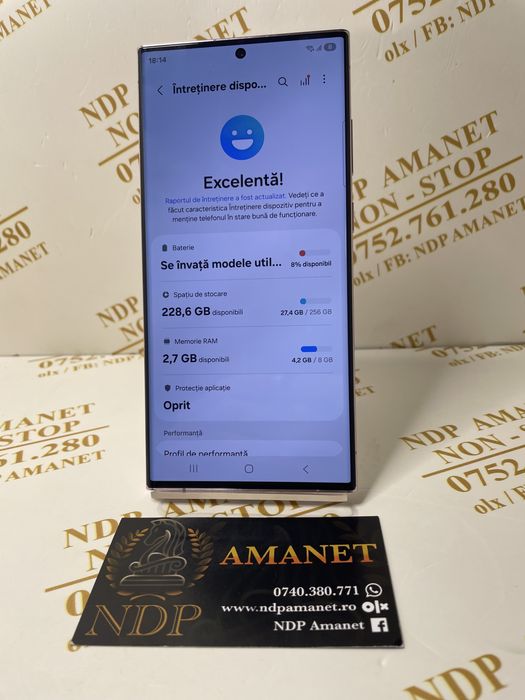 18:14
Întreținere dispo...
Excelentă!
Raportul de întreținere a fost actualizat. Vedeți ce a
făcut caracteristica Întreținere dispozitiv pentru a
menține telefonul în stare bună de funcționare.
Baterie
Se învață modele util...
8% disponibil
Spațiu de stocare
228,6 GB disponibili
27,4 GB / 256 GB
Memorie RAM
2,7 GB disponibili
4,2 GB / 8 GB
Protecție aplicație
Oprit
Performanță
Profil de performanță
AMANET
0740.380.771
www.ndpamanet.ro olx
NDP Amanet
NDP
NDP AMANET
NON-STOP
0752.761.280
olx / FB: NDP AMANET